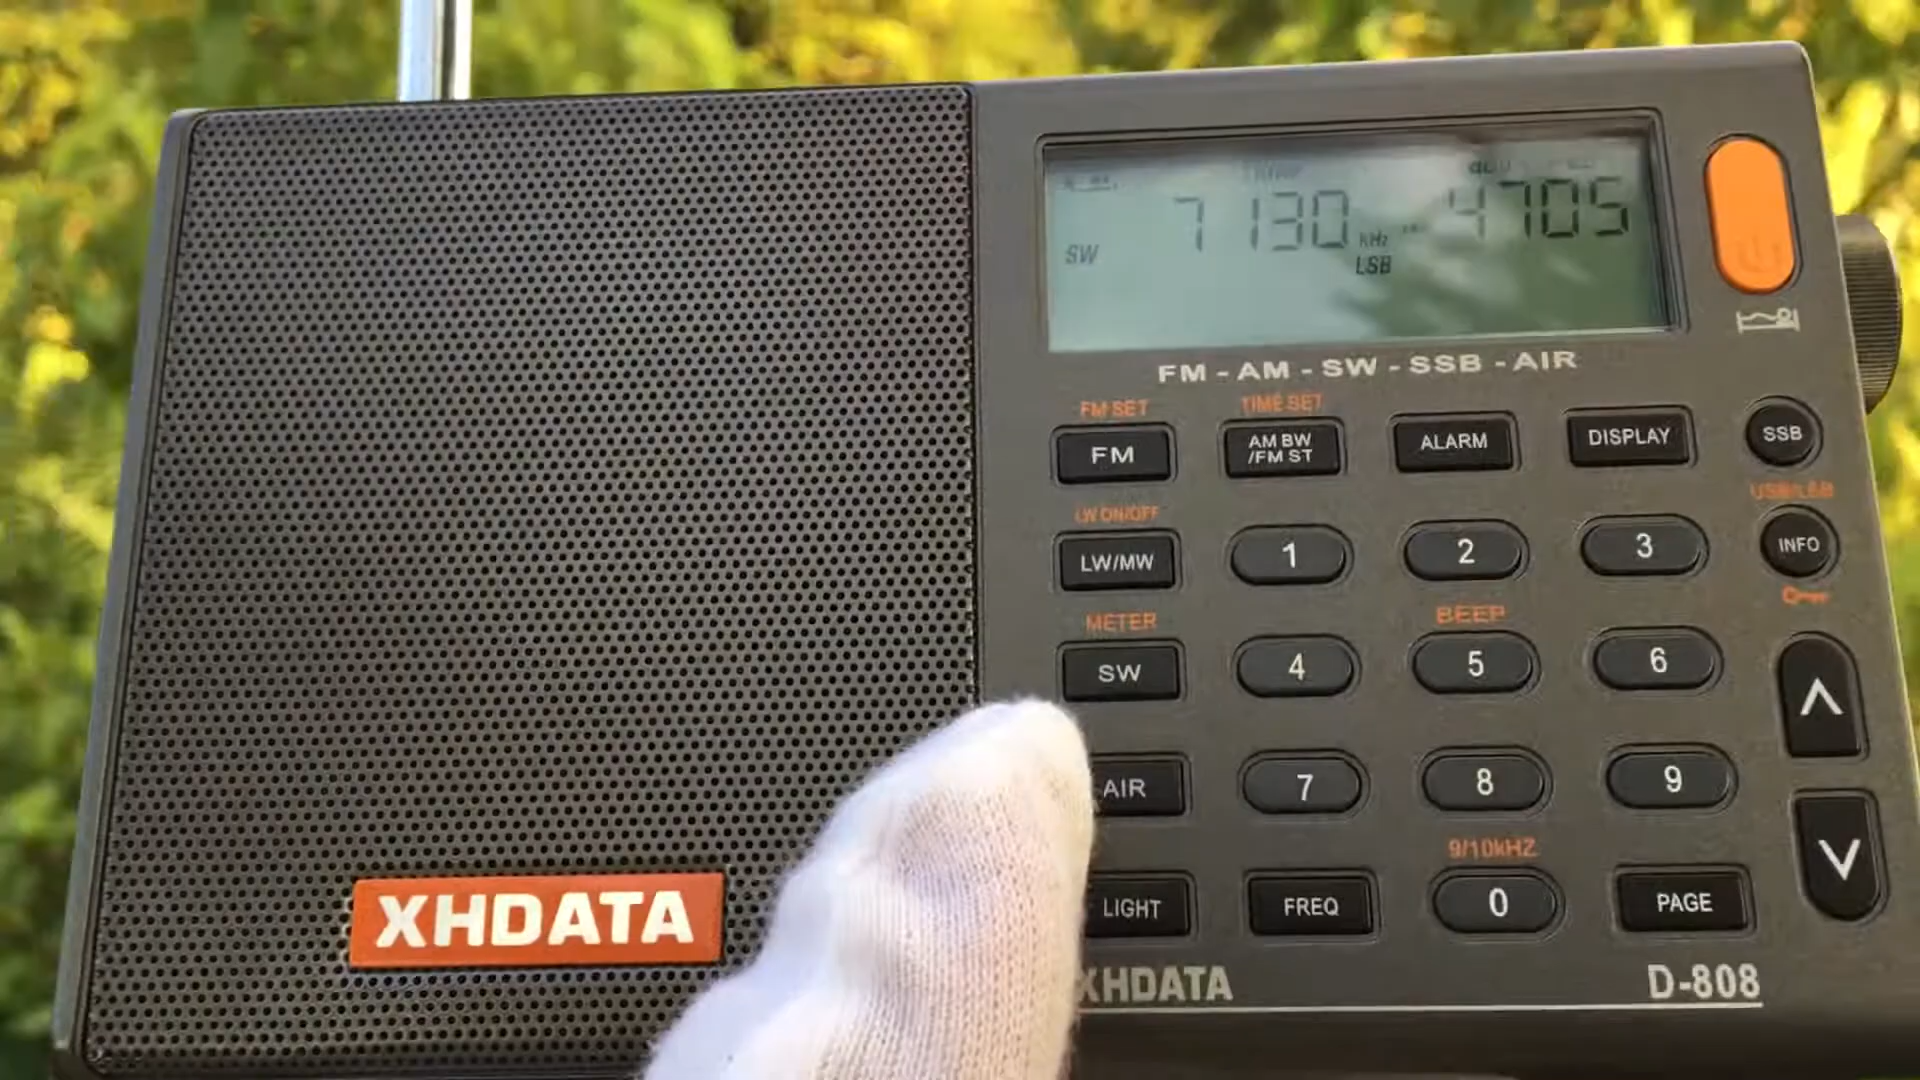 7130 kHz 4705
SW
LSB
FM - AM - SW - SSB - AIR
FM SET TIME SET
FM AM BW /FM ST ALARM DISPLAY SSB
LW ON/OFF USB/LSB
LW/MW 1 2 3 INFO
METER BEEP
SW 4 5 6
AIR 7 8 9
9/10kHZ
LIGHT FREQ 0 PAGE
XHDATA
XHDATA D-808